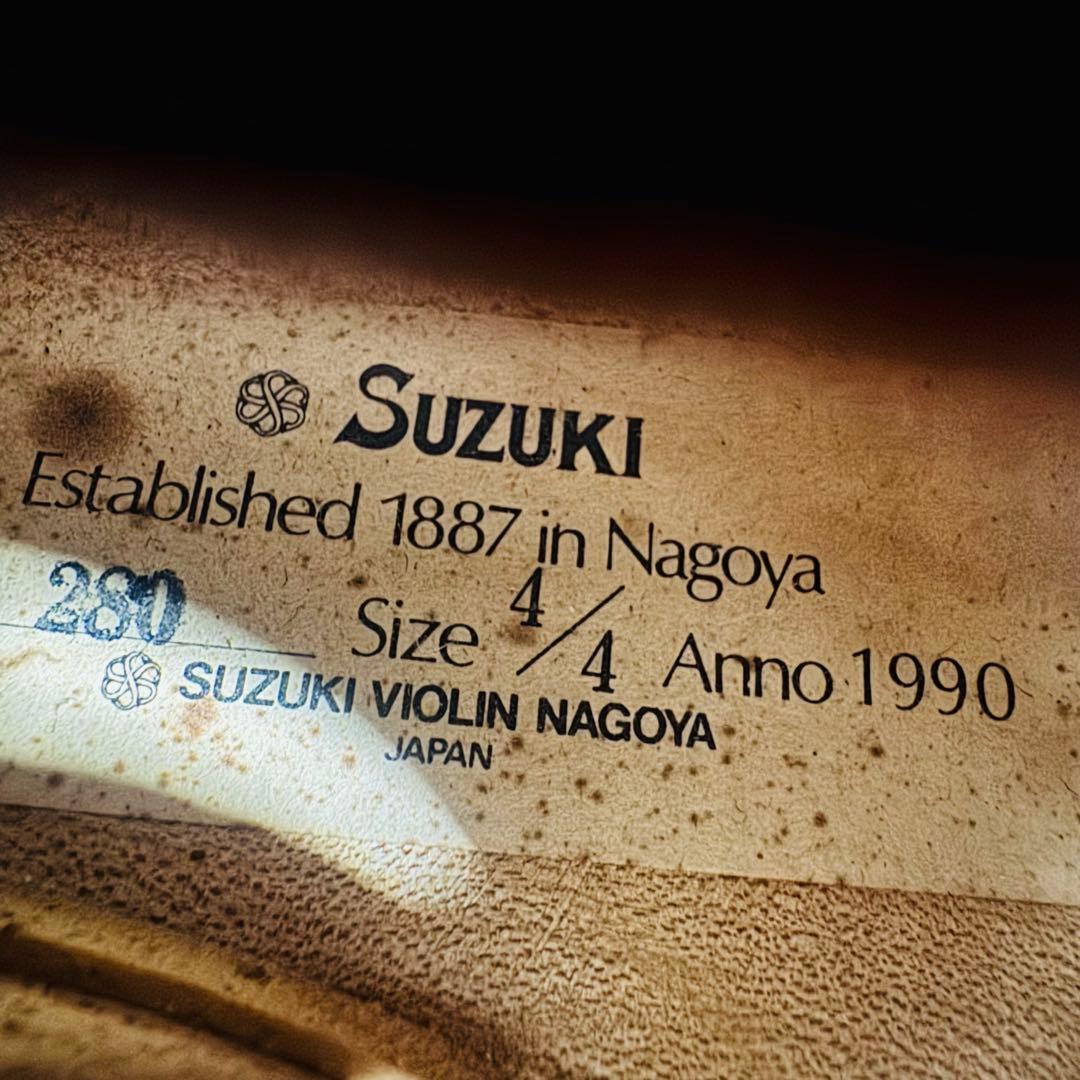 SUZUKI
Established 1887 in Nagoya
280 Size 4/4 Anno 1990
SUZUKI VIOLIN NAGOYA
JAPAN